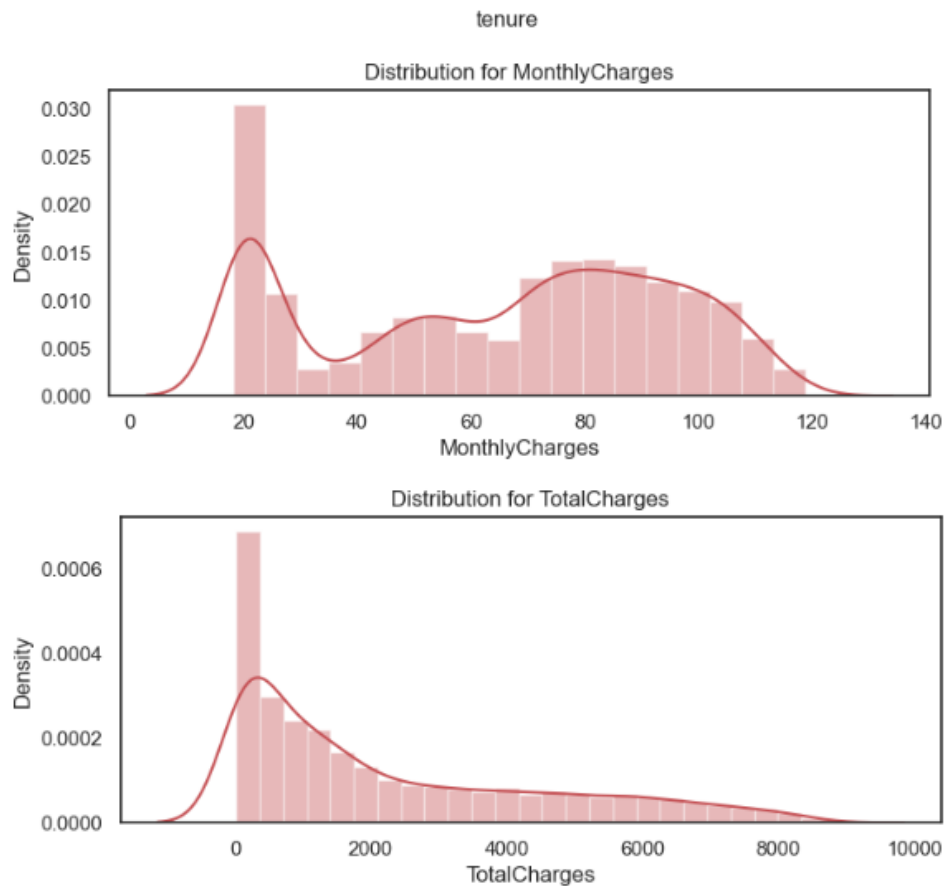 tenure
Distribution for MonthlyCharges
0.030
0.025
0.020
0.015
0.010
0.005
0.000
Density
0 20 40 60 80 100 120 140
MonthlyCharges
Distribution for TotalCharges
0.0006
0.0004
0.0002
0.0000
Density
0 2000 4000 6000 8000 10000
TotalCharges